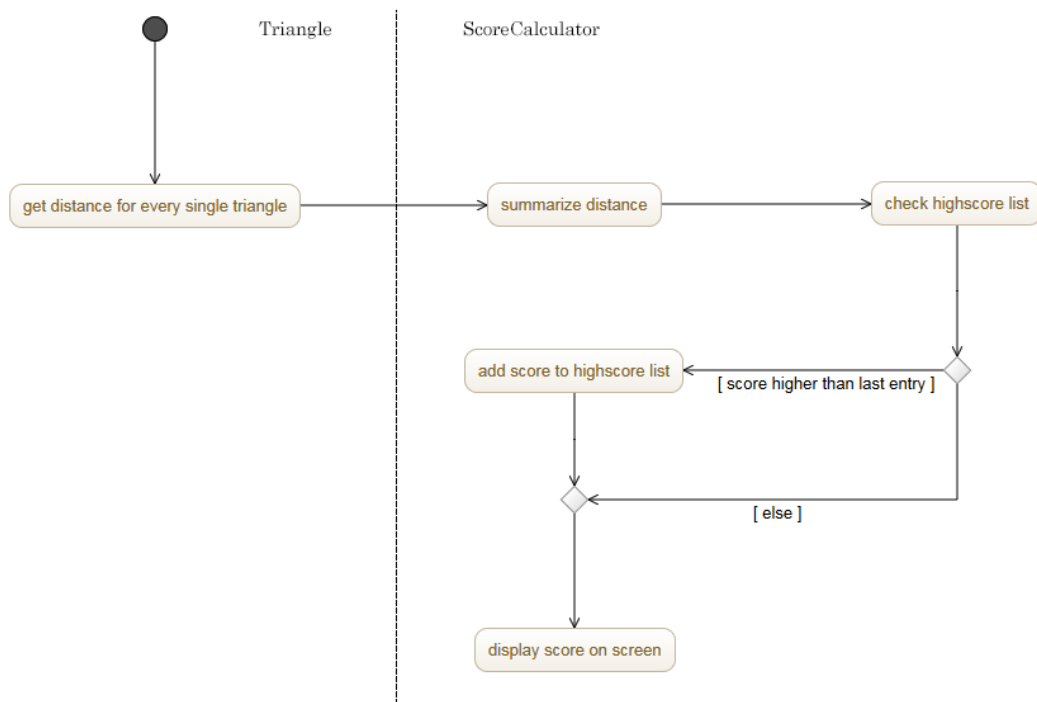 Triangle
ScoreCalculator
get distance for every single triangle
summarize distance
check highscore list
add score to highscore list
[ score higher than last entry ]
[ else ]
display score on screen